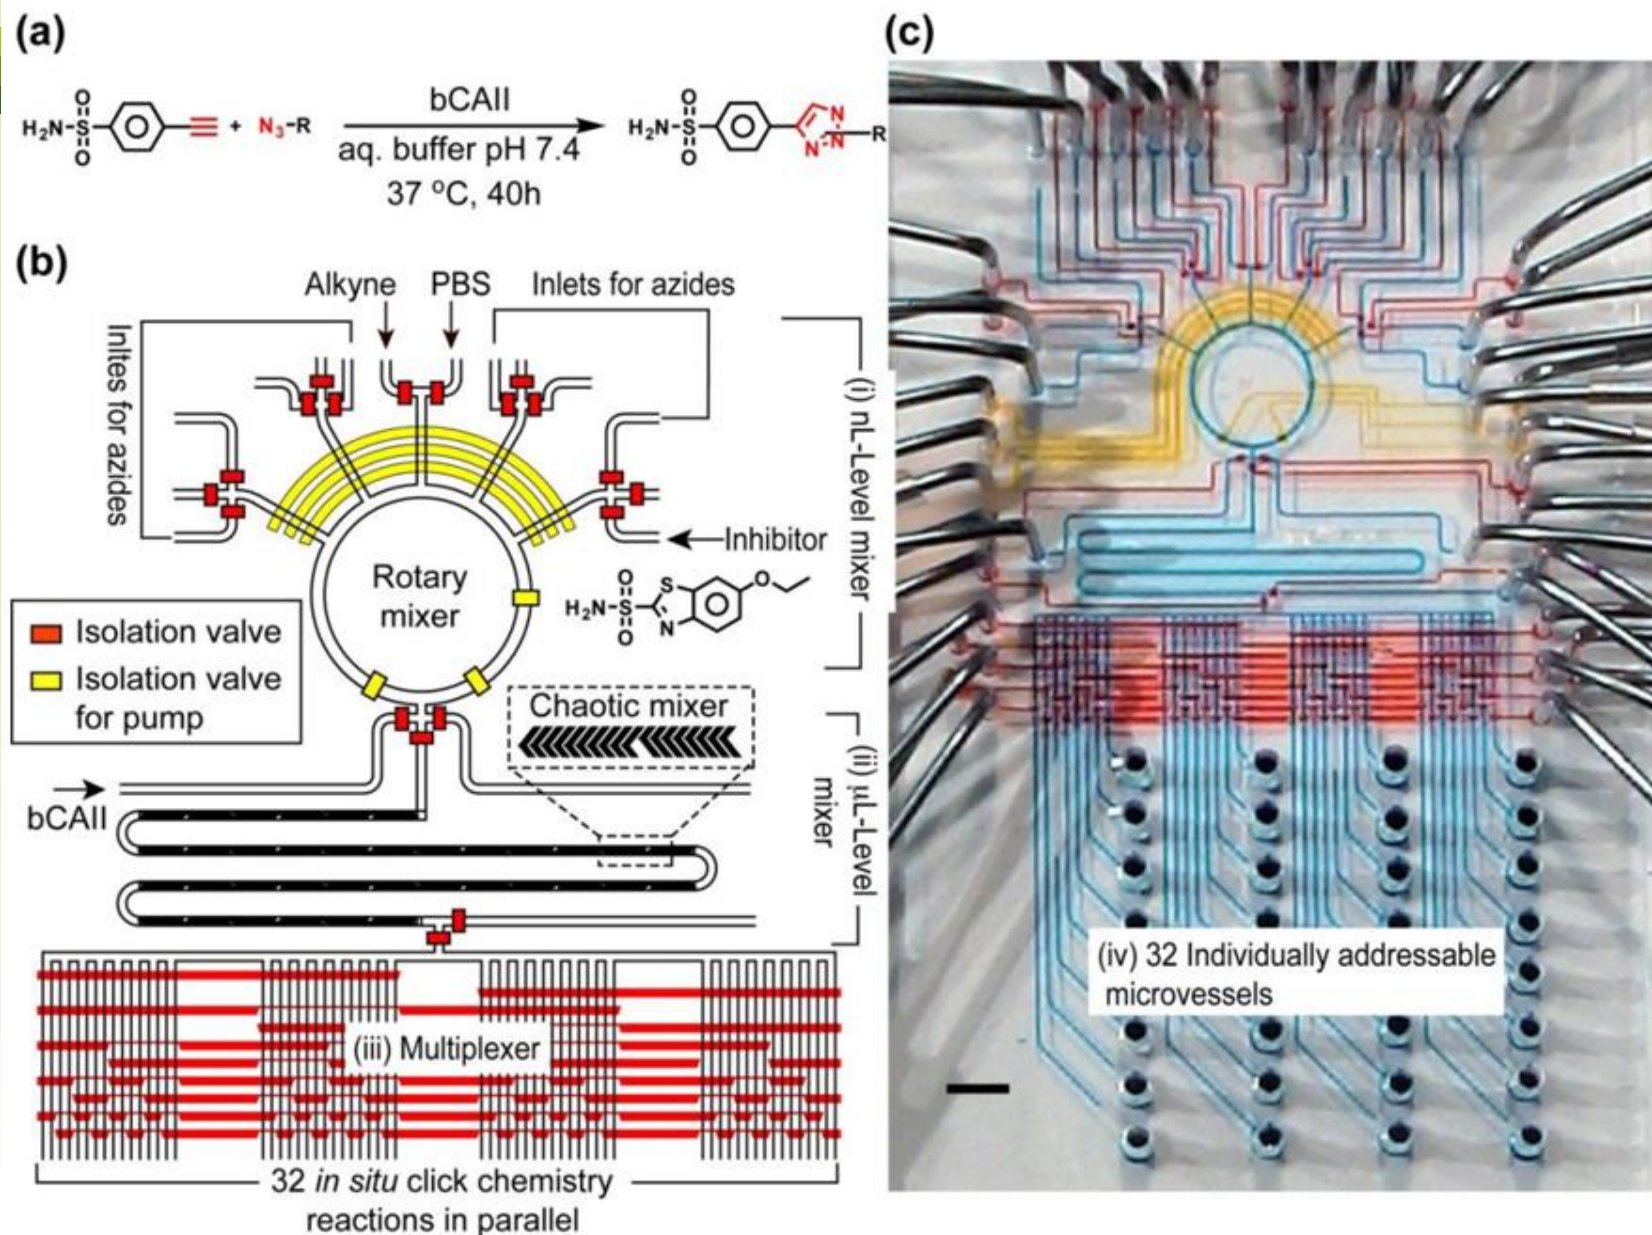 (a)
H₂N
S
O
O
+
N₃-R
bCAII
aq. buffer pH 7.4
37 ºC, 40h
H₂N
S
O
O
N
N
N
R
(b)
Alkyne
PBS
Inlets for azides
Inltes for azides
(i) nL-Level mixer
Inhibitor
Rotary
mixer
H₂N
S
O
O
S
N
O
Isolation valve
Isolation valve
for pump
Chaotic mixer
(ii) µL-Level
mixer
bCAII
(iii) Multiplexer
32 in situ click chemistry
reactions in parallel
(c)
(iv) 32 Individually addressable
microvessels